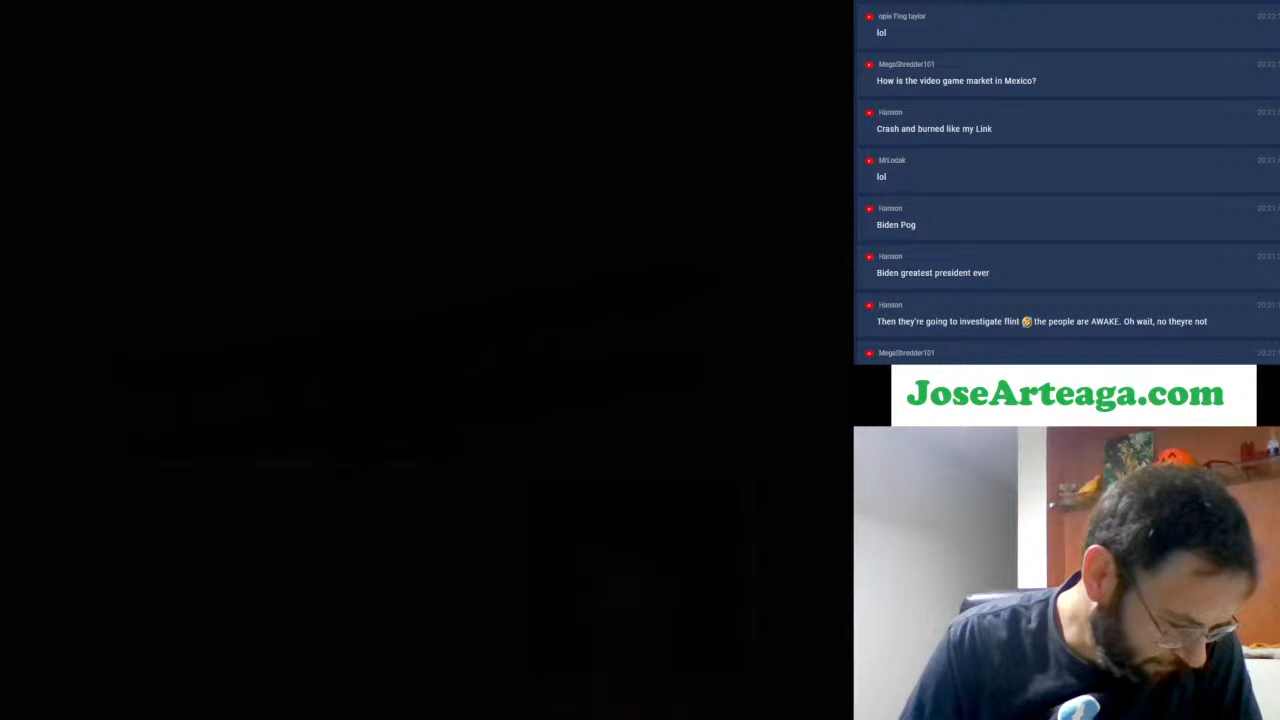 opie f'ing taylor
lol
MegaShredder101
How is the video game market in Mexico?
Hanson
Crash and burned like my Link
MrLodak
lol
Hanson
Biden Pog
Hanson
Biden greatest president ever
Hanson
Then they're going to investigate flint 🤣 the people are AWAKE. Oh wait, no theyre not
MegaShredder101
JoseArteaga.com